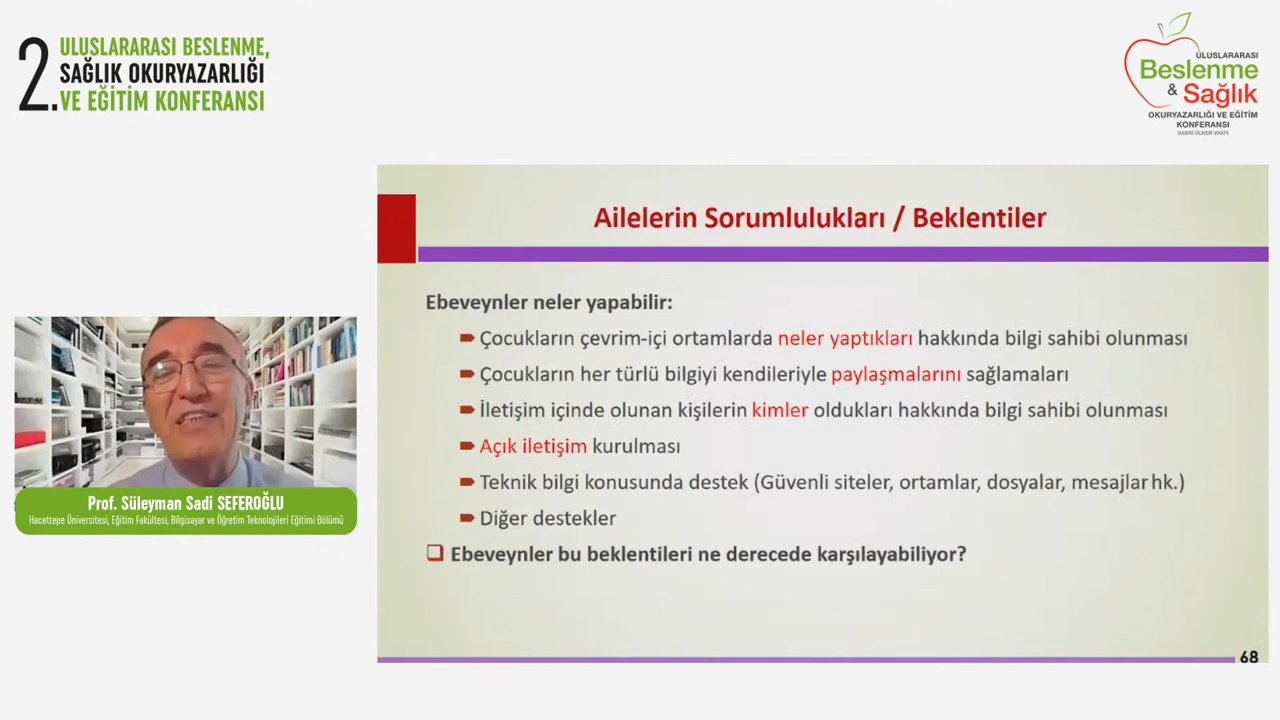 2. ULUSLARARASI BESLENME,
SAĞLIK OKURYAZARLIĞI
VE EĞİTİM KONFERANSI
ULUSLARARASI
Beslenme
& Sağlık
OKURYAZARLIĞI VE EĞİTİM
KONFERANSI
SABRİ ÜLKER VAKFI
Ailelerin Sorumlulukları / Beklentiler
Ebeveynler neler yapabilir:
Çocukların çevrim-içi ortamlarda neler yaptıkları hakkında bilgi sahibi olunması
Çocukların her türlü bilgiyi kendileriyle paylaşmalarını sağlamaları
İletişim içinde olunan kişilerin kimler oldukları hakkında bilgi sahibi olunması
Açık iletişim kurulması
Teknik bilgi konusunda destek (Güvenli siteler, ortamlar, dosyalar, mesajlar hk.)
Diğer destekler
Ebeveynler bu beklentileri ne derecede karşılayabiliyor?
68
Prof. Süleyman Sadi SEFEROĞLU
Hacettepe Üniversitesi, Eğitim Fakültesi, Bilgisayar ve Öğretim Teknolojileri Eğitimi Bölümü